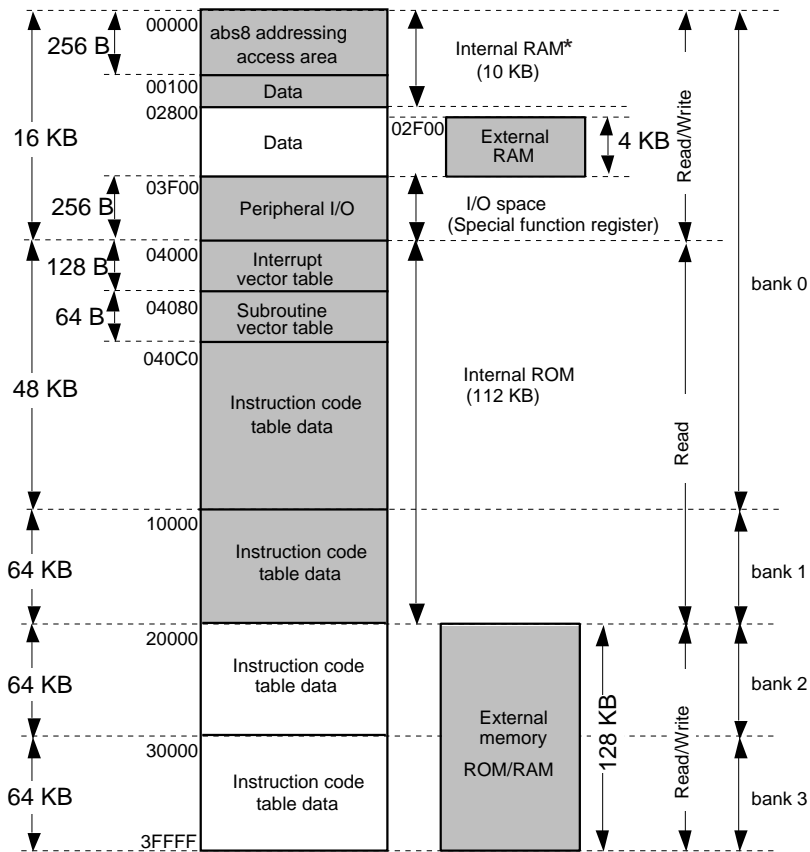 00000
abs8 addressing
access area
256 B
Internal RAM*
(10 KB)
00100
Data
02800
16 KB
Data
02F00
External
RAM
4 KB
Read/Write
03F00
256 B
Peripheral I/O
I/O space
(Special function register)
04000
128 B
Interrupt
vector table
bank 0
04080
64 B
Subroutine
vector table
040C0
48 KB
Instruction code
table data
Internal ROM
(112 KB)
Read
10000
64 KB
Instruction code
table data
bank 1
20000
64 KB
Instruction code
table data
bank 2
External
memory
ROM/RAM
128 KB
Read/Write
30000
64 KB
Instruction code
table data
bank 3
3FFFF